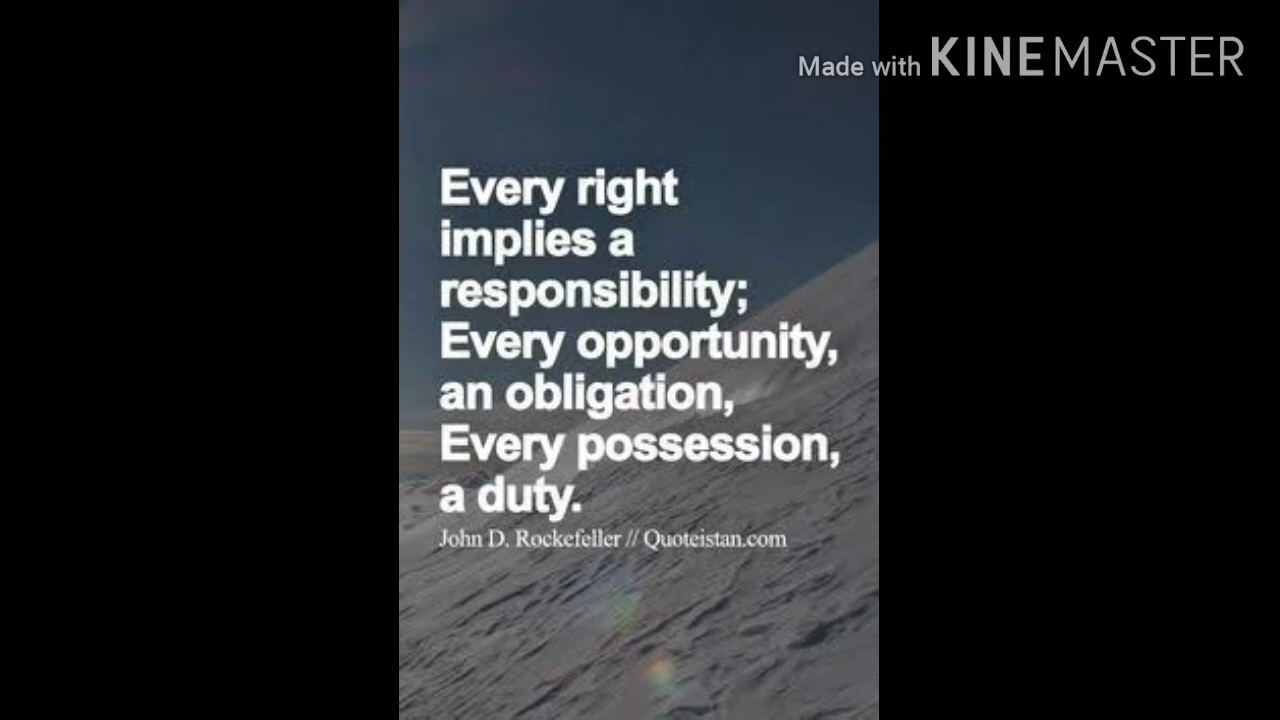 Made with KINEMASTER
Every right
implies a
responsibility;
Every opportunity,
an obligation,
Every possession,
a duty.
John D. Rockefeller // Quoteistan.com